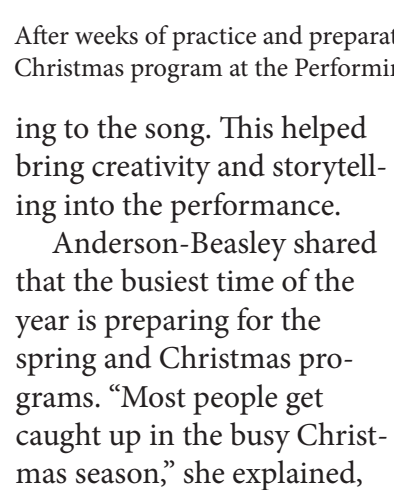 After weeks of practice and
Christmas program at the
ing to the song. This helped
bring creativity and storytell-
ing into the performance.
Anderson-Beasley shared
that the busiest time of the
year is preparing for the
spring and Christmas pro-
grams. “Most people get
caught up in the busy Christ-
mas season,” she explained,